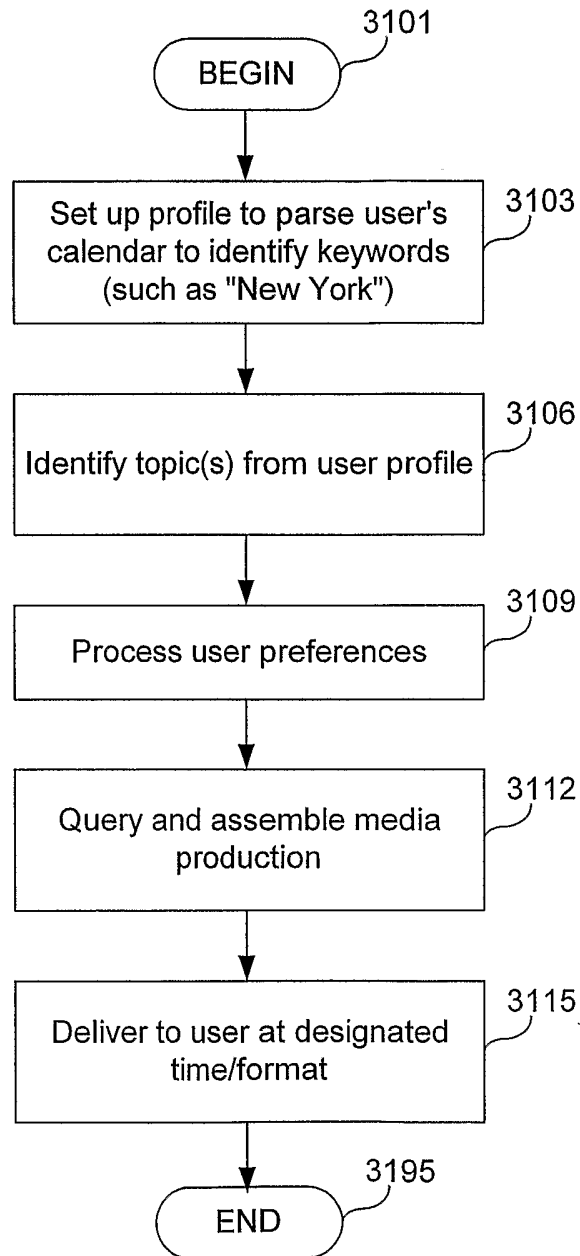 3101
BEGIN
3103
Set up profile to parse user's
calendar to identify keywords
(such as "New York")
3106
Identify topic(s) from user profile
3109
Process user preferences
3112
Query and assemble media
production
3115
Deliver to user at designated
time/format
3195
END